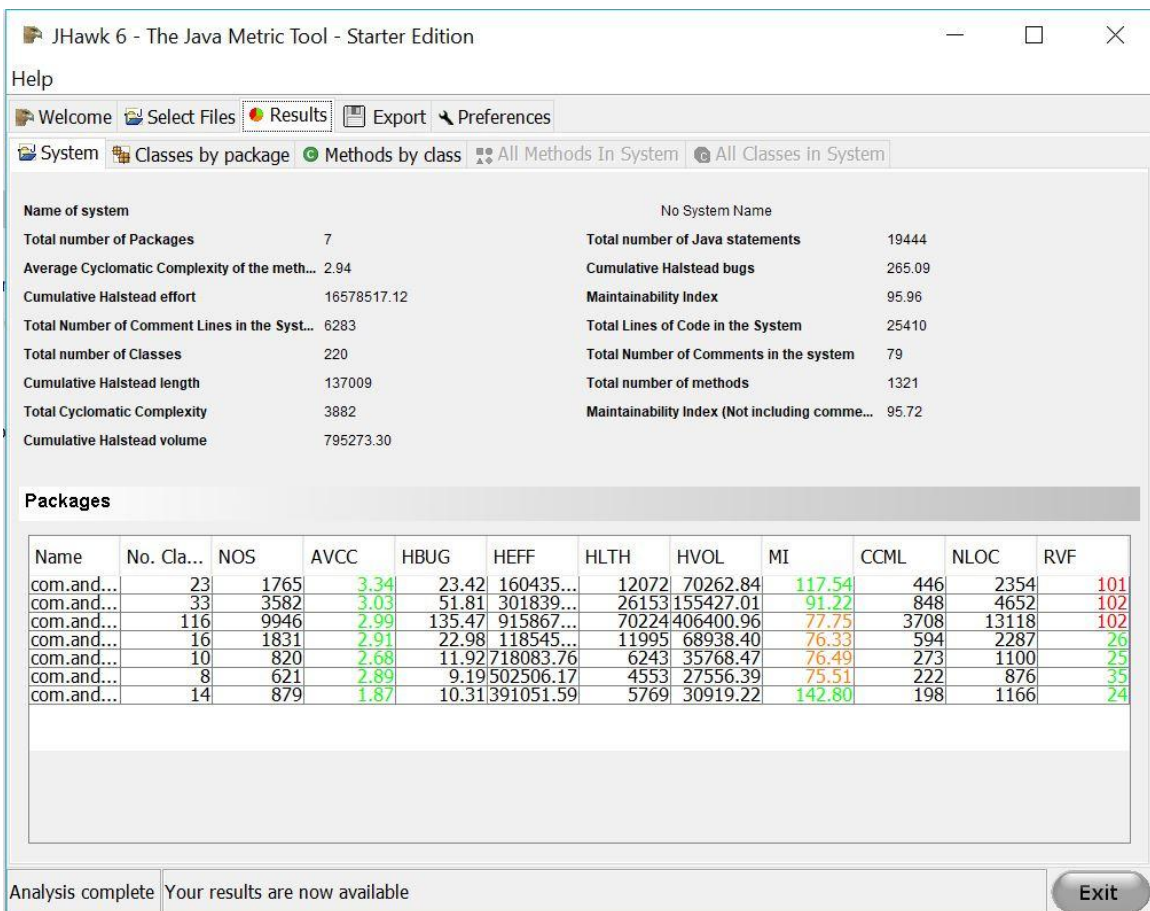 JHawk 6 - The Java Metric Tool - Starter Edition
Help
Welcome Select Files Results Export Preferences
System Classes by package Methods by class All Methods In System All Classes in System
Name of system No System Name
Total number of Packages 7 Total number of Java statements 19444
Average Cyclomatic Complexity of the meth... 2.94 Cumulative Halstead bugs 265.09
Cumulative Halstead effort 16578517.12 Maintainability Index 95.96
Total Number of Comment Lines in the Syst... 6283 Total Lines of Code in the System 25410
Total number of Classes 220 Total Number of Comments in the system 79
Cumulative Halstead length 137009 Total number of methods 1321
Total Cyclomatic Complexity 3882 Maintainability Index (Not including comme... 95.72
Cumulative Halstead volume 795273.30
Packages
Name No. Cla... NOS AVCC HBUG HEFF HLTH HVOL MI CCML NLOC RVF
com.and... 23 1765 3.34 23.42 160435... 12072 70262.84 117.54 446 2354 101
com.and... 33 3582 3.03 51.81 301839... 26153 155427.01 91.22 848 4652 102
com.and... 116 9946 2.99 135.47 915867... 70224 406400.96 77.75 3708 13118 102
com.and... 16 1831 2.91 22.98 118545... 11995 68938.40 76.33 594 2287 26
com.and... 10 820 2.68 11.92 718083.76 6243 35768.47 76.49 273 1100 25
com.and... 8 621 2.89 9.19 502506.17 4553 27556.39 75.51 222 876 35
com.and... 14 879 1.87 10.31 391051.59 5769 30919.22 142.80 198 1166 24
Analysis complete Your results are now available Exit